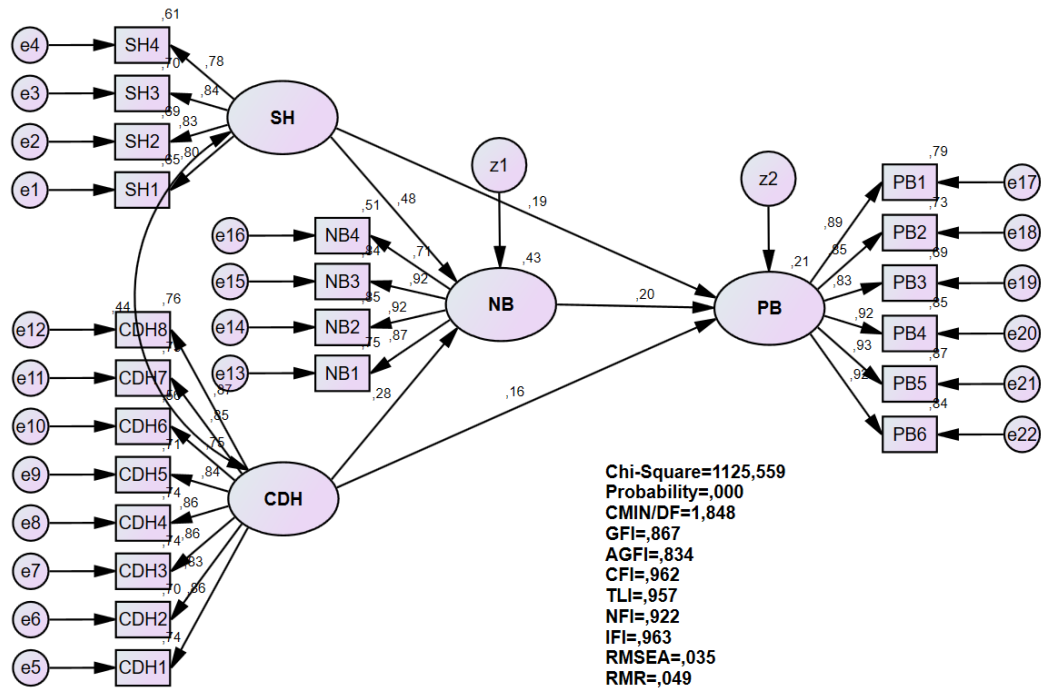 ,61
e4 SH4 ,78
,70
e3 SH3 ,84
,69
e2 SH2 ,83
,65 ,80
e1 SH1
SH
z1
z2
,48
,19
,51
e16 NB4 ,71
,84
e15 NB3 ,92
,85
e14 NB2 ,92
,75 ,87
e13 NB1
,43
NB
,20
,21
PB
,79
PB1 e17
,89 ,73
PB2 e18
,85 ,69
PB3 e19
,83 ,85
PB4 e20
,92 ,87
PB5 e21
,93 ,84
PB6 e22
,92
,44 ,76
e12 CDH8
e11 CDH7 ,87
e10 CDH6 ,85
,71 ,75
e9 CDH5 ,84
,74
e8 CDH4 ,86
,74 ,86
e7 CDH3
,70 ,83
e6 CDH2 ,86
,74
e5 CDH1
CDH
,28
,16
Chi-Square=1125,559
Probability=,000
CMIN/DF=1,848
GFI=,867
AGFI=,834
CFI=,962
TLI=,957
NFI=,922
IFI=,963
RMSEA=,035
RMR=,049